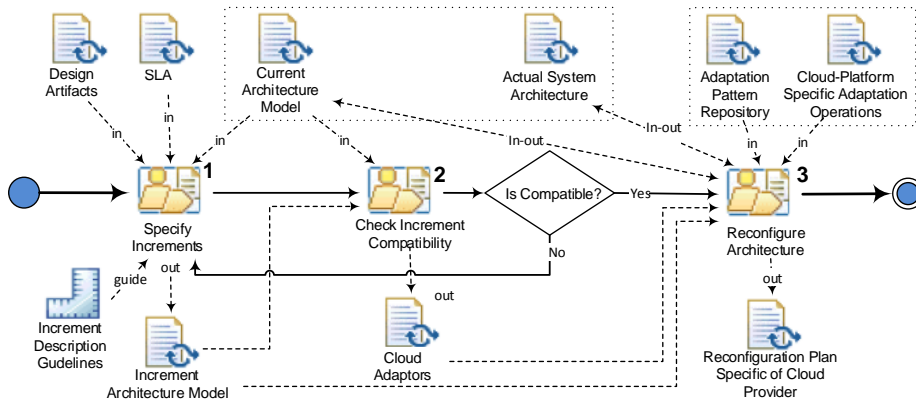 Design
Artifacts
SLA
Current
Architecture
Model
Actual System
Architecture
Adaptation
Pattern
Repository
Cloud-Platform
Specific Adaptation
Operations
in
in
in
in
In-out
In-out
in
in
1
2
3
Specify
Increments
Check Increment
Compatibility
Is Compatible?
Yes
No
Reconfigure
Architecture
guide
out
out
out
Increment
Description
Gudelines
Increment
Architecture Model
Cloud
Adaptors
Reconfiguration Plan
Specific of Cloud
Provider